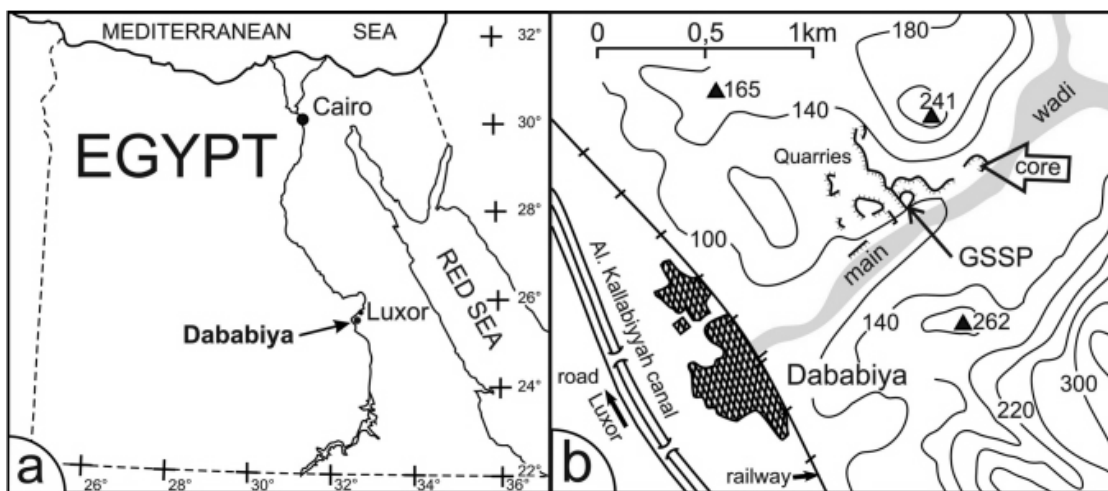 MEDITERRANEAN SEA
32°
Cairo
30°
EGYPT
28°
RED SEA
26°
Luxor
Dababiya
24°
22°
a
26° 28° 30° 32° 34° 36°
0 0,5 1km
180
165
241
140
wadi
Quarries
core
100
GSSP
main
Al. Kallabiyyah canal
140
262
Dababiya
300
road
Luxor
220
b
railway